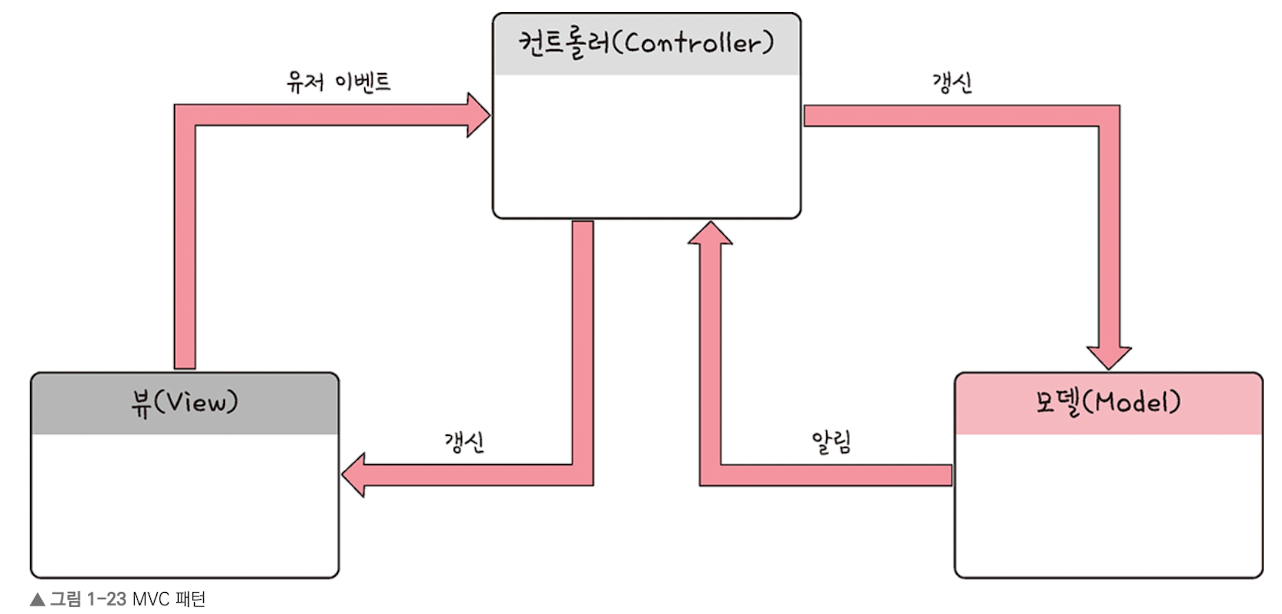 컨트롤러(Controller)
유저 이벤트
갱신
뷰(View)
모델(Model)
갱신
알림
▲ 그림 1-23 MVC 패턴